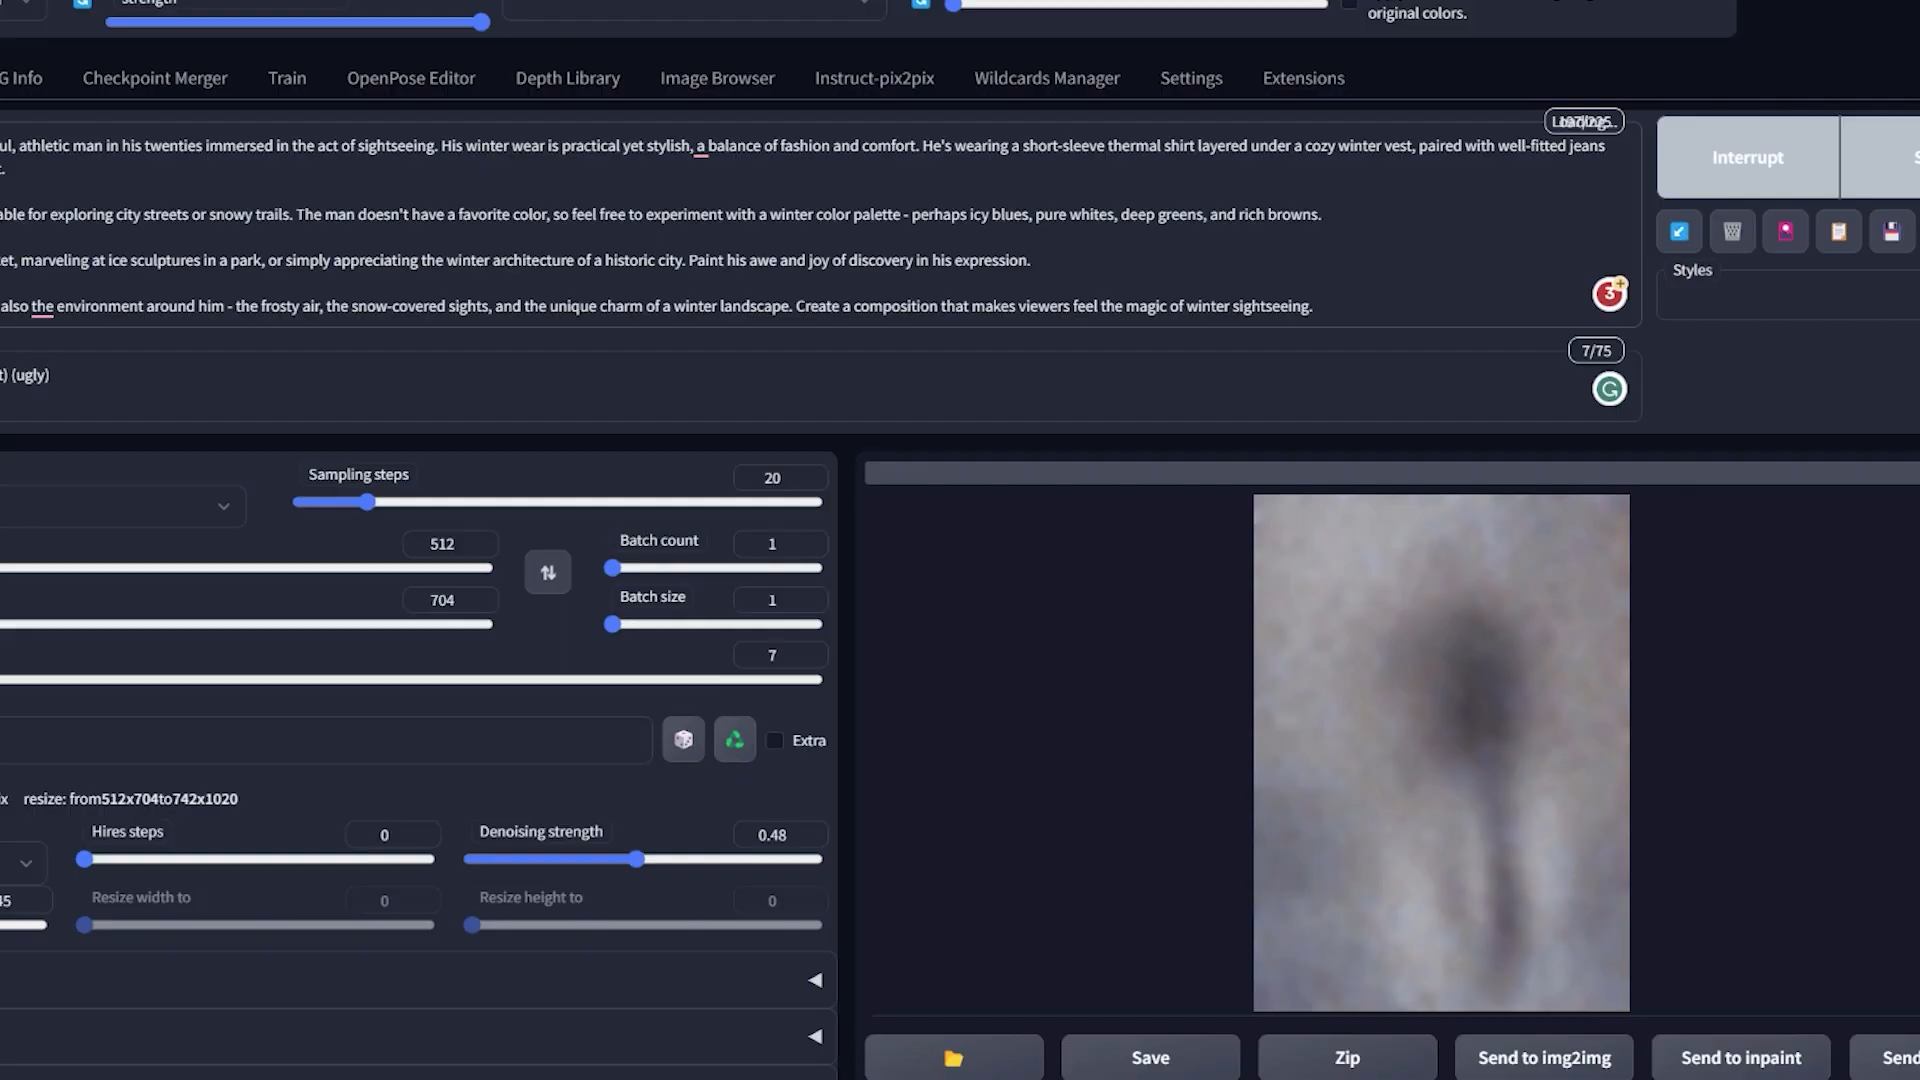 strength
original colors.
G Info Checkpoint Merger Train OpenPose Editor Depth Library Image Browser Instruct-pix2pix Wildcards Manager Settings Extensions
ul, athletic man in his twenties immersed in the act of sightseeing. His winter wear is practical yet stylish, a balance of fashion and comfort. He's wearing a short-sleeve thermal shirt layered under a cozy winter vest, paired with well-fitted jeans
t.
able for exploring city streets or snowy trails. The man doesn't have a favorite color, so feel free to experiment with a winter color palette - perhaps icy blues, pure whites, deep greens, and rich browns.
et, marveling at ice sculptures in a park, or simply appreciating the winter architecture of a historic city. Paint his awe and joy of discovery in his expression.
also the environment around him - the frosty air, the snow-covered sights, and the unique charm of a winter landscape. Create a composition that makes viewers feel the magic of winter sightseeing.
3
Interrupt S
Styles
7/75
t) (ugly)
Sampling steps 20
512 Batch count 1
704 Batch size 1
7
Extra
ix resize: from 512x704 to 742x1020
Hires steps 0 Denoising strength 0.48
45 Resize width to 0 Resize height to 0
Save Zip Send to img2img Send to inpaint Send